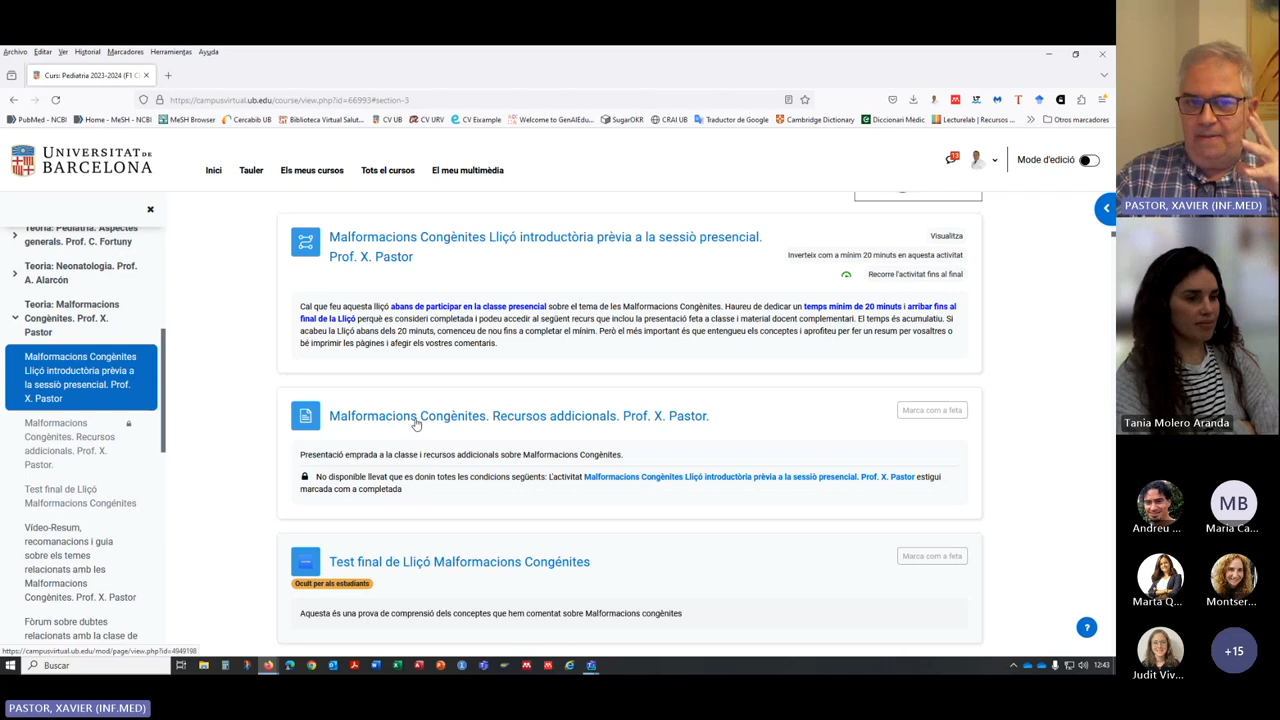 Archivo Editar Ver Historial Marcadores Herramientas Ayuda
Curs: Pediatria 2023-2024 (F1 C
https://campusvirtual.ub.edu/course/view.php?id=66993#section-3
PubMed - NCBI Home - MeSH - NCBI MeSH Browser Cercabib UB Biblioteca Virtual Salut... CV UB CV URV CV Eixample Welcome to GenAIEdu... SugarOKR CRAI UB Traductor de Google Cambridge Dictionary Diccionari Mèdic Lecturelab | Recursos ... Otros marcadores
UNIVERSITAT DE
BARCELONA
Inici Tauler Els meus cursos Tots el cursos El meu multimèdia
Mode d'edició
Teoria: Pediatria. Aspectes
generals. Prof. C. Fortuny
Teoria: Neonatologia. Prof.
A. Alarcón
Teoria: Malformacions
Congènites. Prof. X.
Pastor
Malformacions Congènites
Lliçó introductòria prèvia a
la sessiò presencial. Prof.
X. Pastor
Malformacions
Congènites. Recursos
addicionals. Prof. X.
Pastor.
Test final de Lliçó
Malformacions Congénites
Vídeo-Resum,
recomanacions i guia
sobre els temes
relacionats amb les
Malformacions
Congènites. Prof. X. Pastor
Fòrum sobre dubtes
relacionats amb la clase de
Malformacions Congènites Lliçó introductòria prèvia a la sessiò presencial.
Prof. X. Pastor
Visualitza
Inverteix com a mínim 20 minuts en aquesta activitat
Recorre l'activitat fins al final
Cal que feu aquesta lliçó abans de participar en la classe presencial sobre el tema de les Malformacions Congènites. Haureu de dedicar un temps mínim de 20 minuts i arribar fins al
final de la Lliçó perquè es consideri completada i podeu accedir al següent recurs que inclou la presentació feta a classe i material docent complementari. El temps és acumulatiu. Si
acabeu la Lliçó abans dels 20 minuts, comenceu de nou fins a completar el mínim. Però el més important és que entengueu els conceptes i aprofiteu per fer un resum per vosaltres o
bé imprimir les pàgines i afegir els vostres comentaris.
Malformacions Congènites. Recursos addicionals. Prof. X. Pastor.
Marca com a feta
Presentació emprada a la classe i recursos addicionals sobre Malformacions Congènites.
No disponible llevat que es donin totes les condicions següents: L'activitat Malformacions Congènites Lliçó introductòria prèvia a la sessió presencial. Prof. X. Pastor estigui
marcada com a completada
Test final de Lliçó Malformacions Congénites
Marca com a feta
Ocult per als estudiants
Aquesta és una prova de comprensió dels conceptes que hem comentat sobre Malformacions congènites
https://campusvirtual.ub.edu/mod/page/view.php?id=4949198
Buscar
12:43
PASTOR, XAVIER (INF.MED)
PASTOR, XAVIER (INF.MED)
Tania Molero Aranda
MB
Andreu ... Maria Ca...
Marta Q... Montser...
Judit Viv...
+15